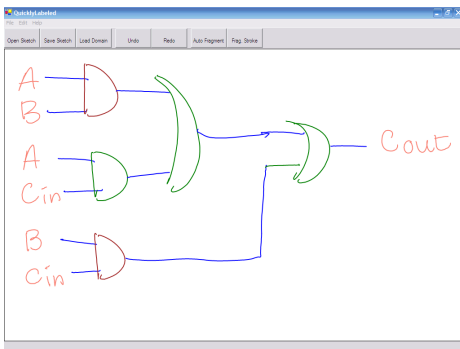 QuicklyLabeled
File Edit Help
Open Sketch Save Sketch Load Domain Undo Redo Auto Fragment Frag. Stroke
A
B
A
Cin
B
Cin
Cout